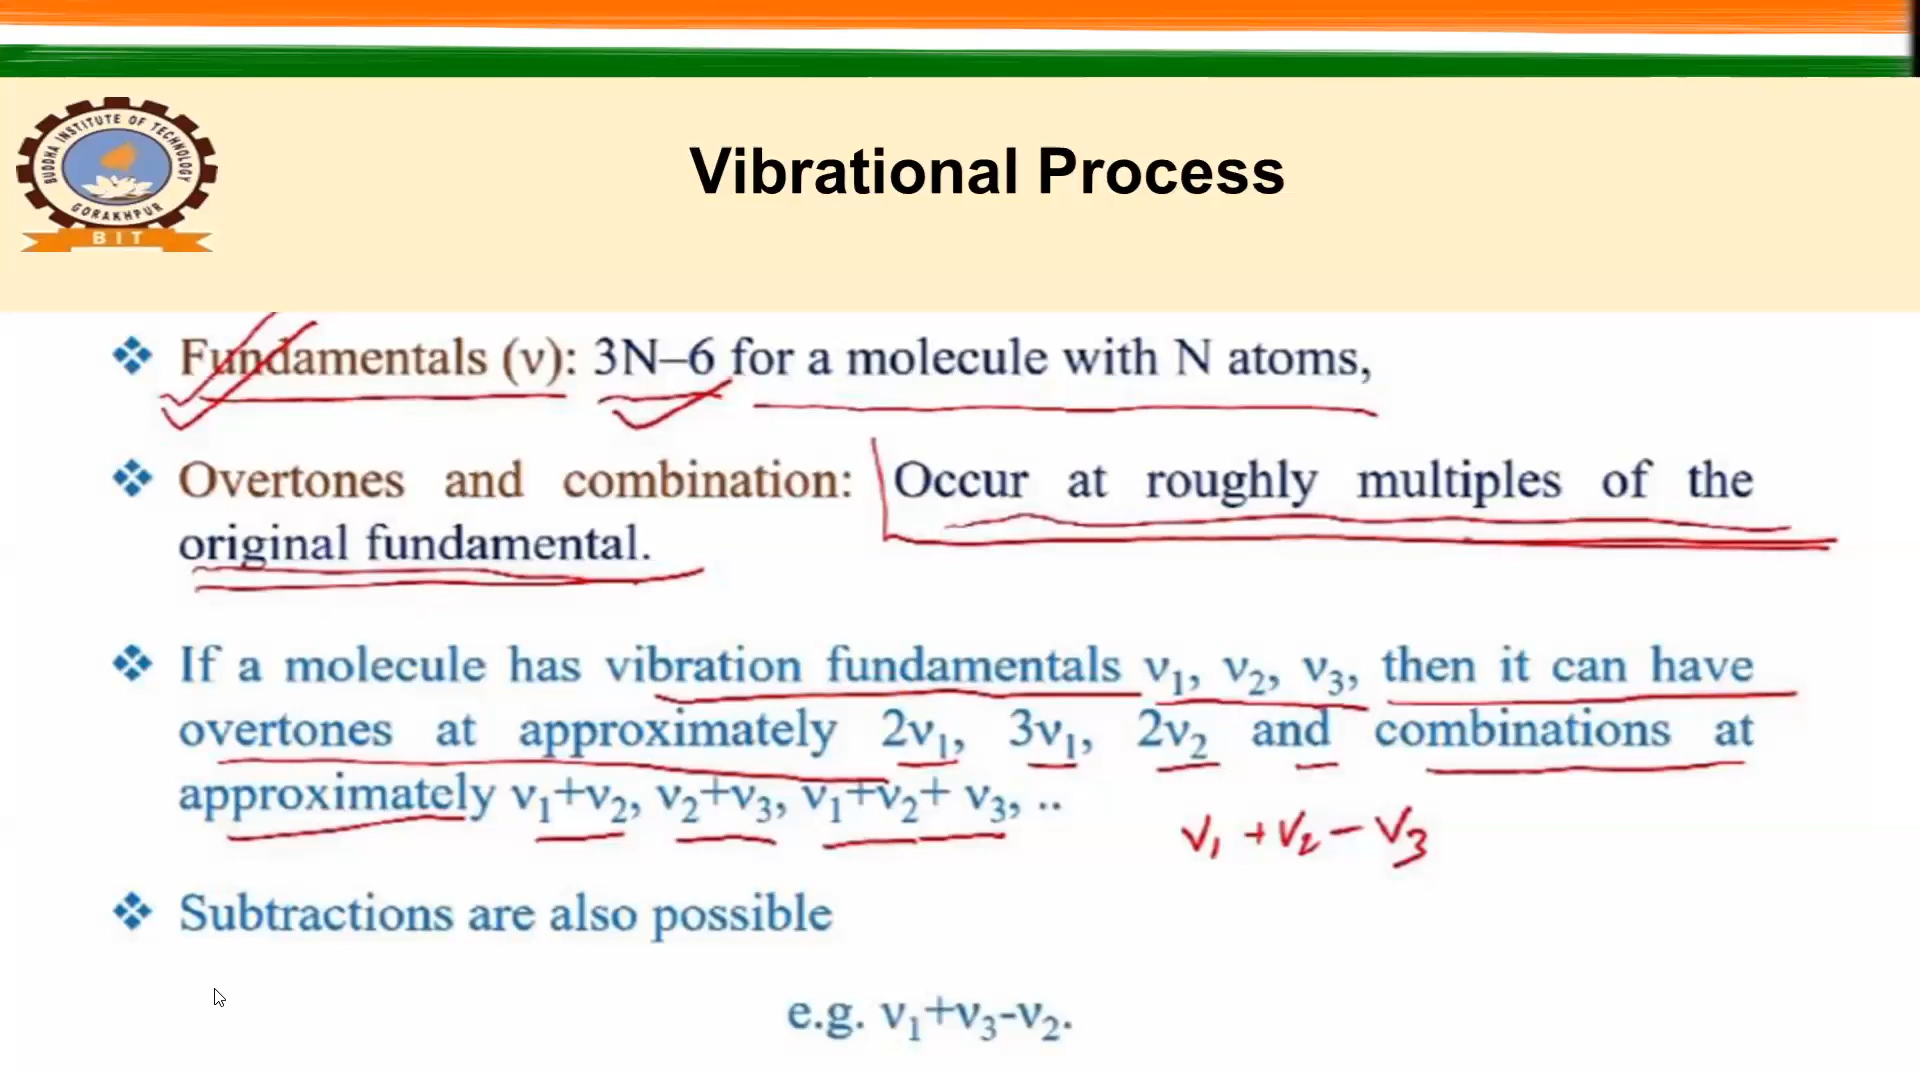 BUDDHA INSTITUTE OF TECHNOLOGY
GORAKHPUR
BIT
Vibrational Process
Fundamentals (ν): 3N–6 for a molecule with N atoms,
Overtones and combination: Occur at roughly multiples of the
original fundamental.
If a molecule has vibration fundamentals ν₁, ν₂, ν₃, then it can have
overtones at approximately 2ν₁, 3ν₁, 2ν₂ and combinations at
approximately ν₁+ν₂, ν₂+ν₃, ν₁+ν₂+ ν₃, ..
ν₁ + ν₂ − ν₃
Subtractions are also possible
e.g. ν₁+ν₃-ν₂.